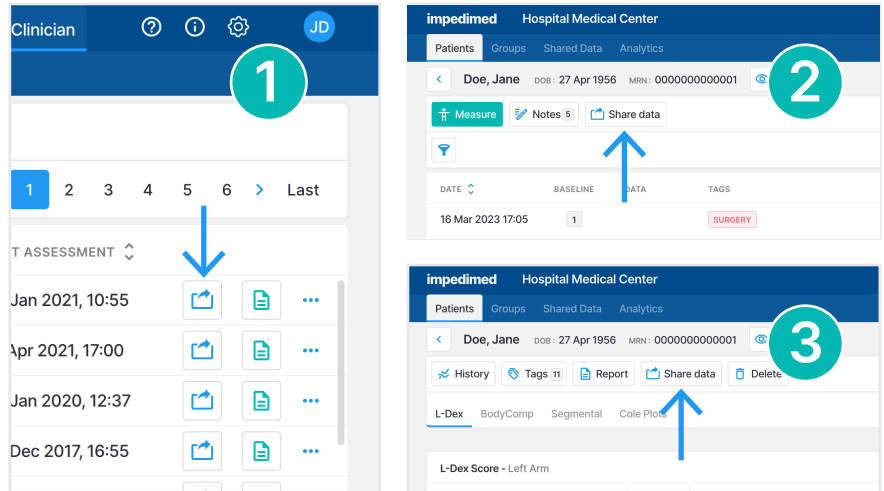 Clinician JD
1
1 2 3 4 5 6 Last
T ASSESSMENT
Jan 2021, 10:55
Apr 2021, 17:00
Jan 2020, 12:37
Dec 2017, 16:55
impedimed Hospital Medical Center
Patients Groups Shared Data Analytics
2
Doe, Jane DOB: 27 Apr 1956 MRN: 0000000000001
Measure Notes 5 Share data
DATE BASELINE DATA TAGS
16 Mar 2023 17:05 1 SURGERY
impedimed Hospital Medical Center
Patients Groups Shared Data Analytics
3
Doe, Jane DOB: 27 Apr 1956 MRN: 0000000000001
History Tags 11 Report Share data Delete
L-Dex BodyComp Segmental Cole Plots
L-Dex Score - Left Arm